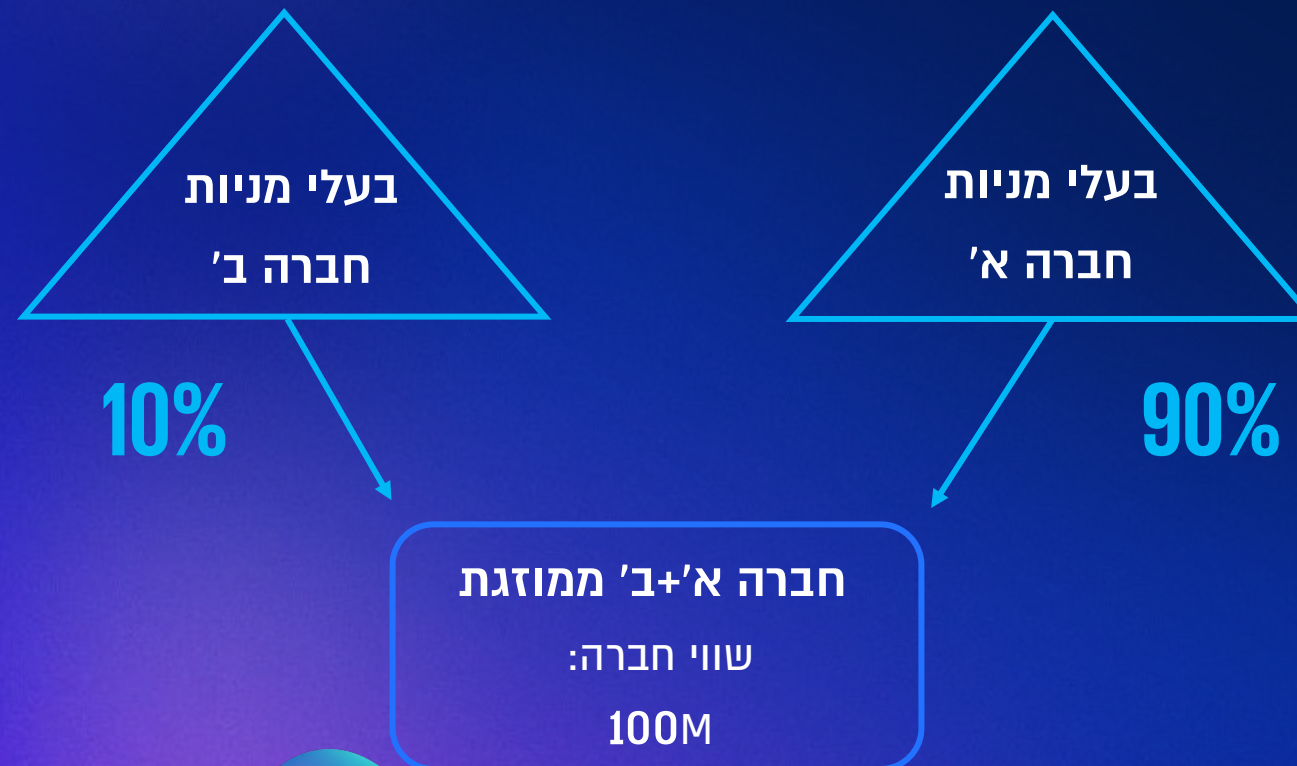 בעלי מניות
חברה א'
90%
בעלי מניות
חברה ב'
10%
חברה א'+ב' ממוזגת
שווי חברה:
100M